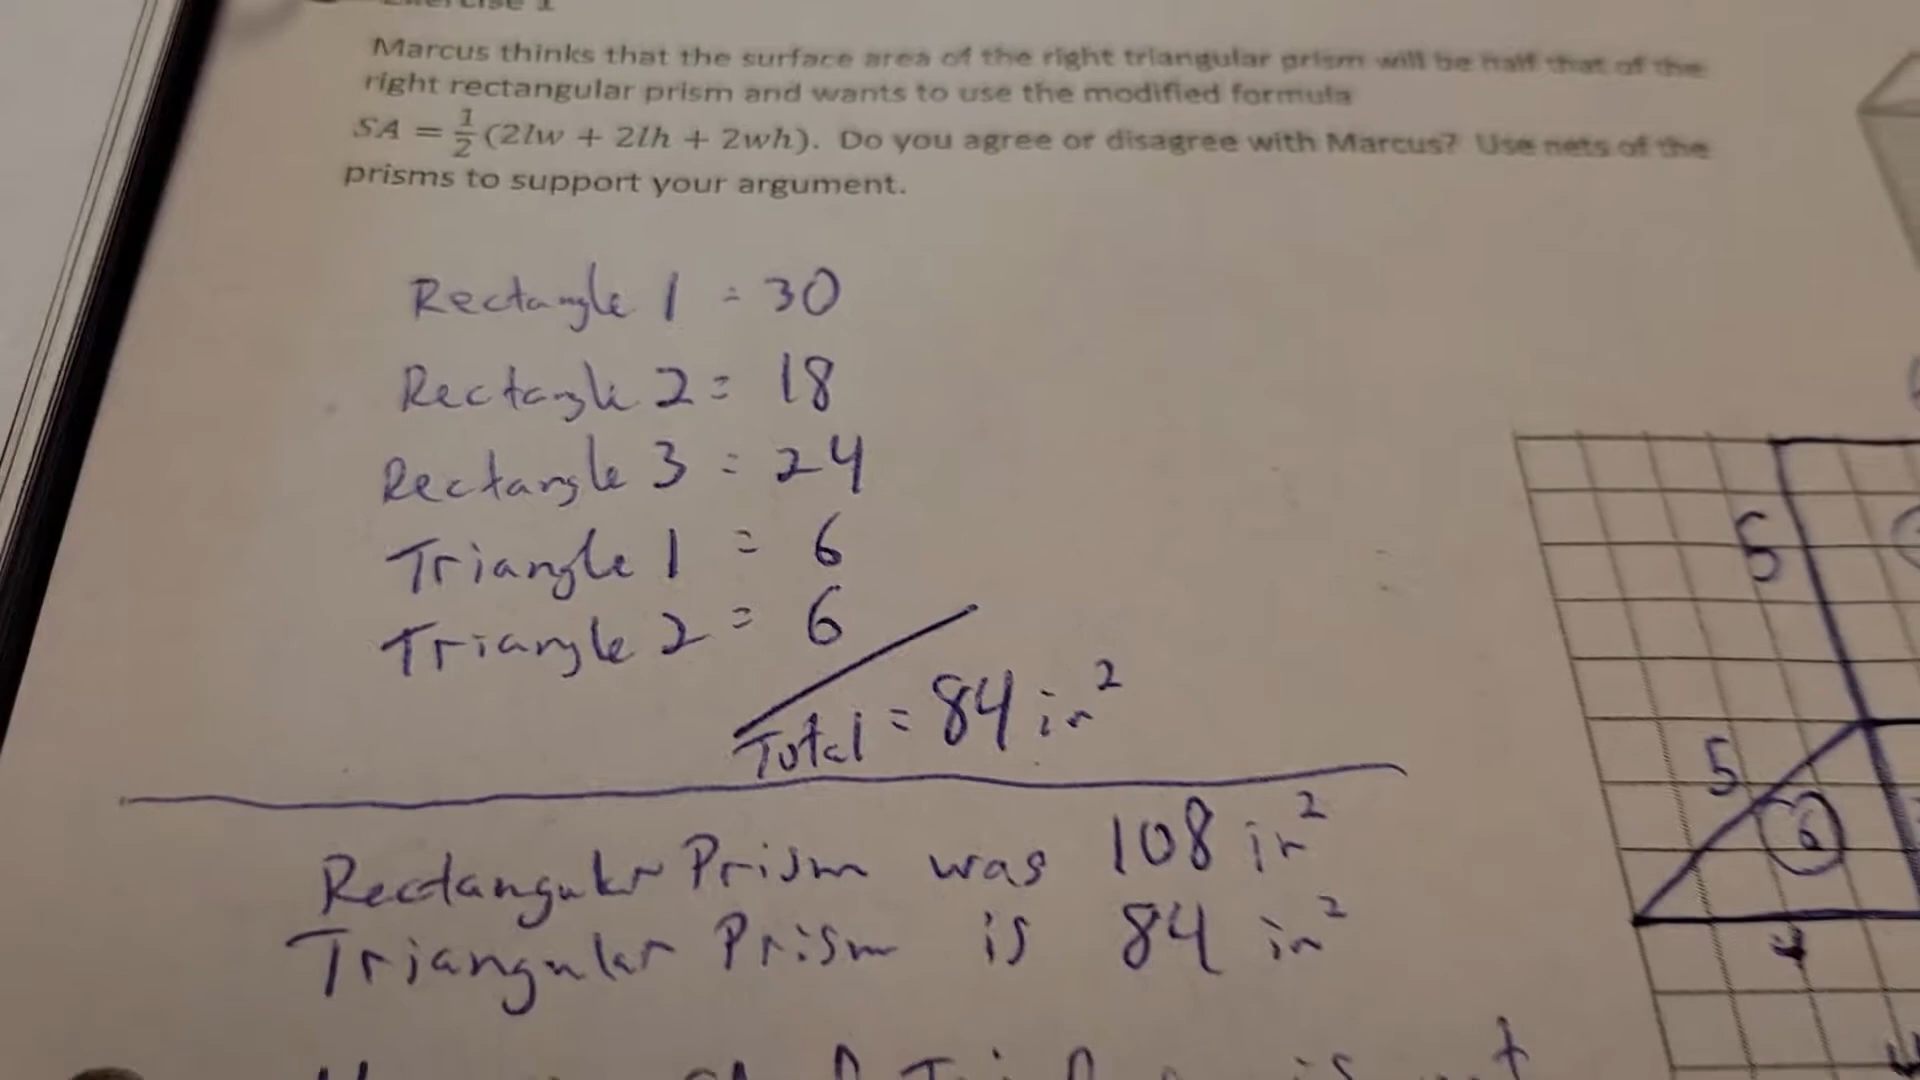 Exercise 1
Marcus thinks that the surface area of the right triangular prism will be half that of the
right rectangular prism and wants to use the modified formula
SA = 1/2 (2lw + 2lh + 2wh). Do you agree or disagree with Marcus? Use nets of the
prisms to support your argument.
Rectangle 1 = 30
Rectangle 2 = 18
Rectangle 3 = 24
Triangle 1 = 6
Triangle 2 = 6
Total = 84 in²
Rectangular Prism was 108 in²
Triangular Prism is 84 in²
5
5
6
4